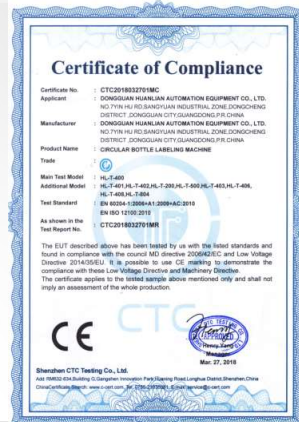 Certificate of Compliance
Certificate No. : CTC2018032701MC
Applicant : DONGGUAN HUANLIAN AUTOMATION EQUIPMENT CO., LTD.
NO.7 YIN HU RD,SANGYUAN INDUSTRIAL ZONE,DONGCHENG
DISTRICT ,DONGGUAN CITY,GUANGDONG,P.R.CHINA
Manufacturer : DONGGUAN HUANLIAN AUTOMATION EQUIPMENT CO., LTD.
NO.7 YIN HU RD,SANGYUAN INDUSTRIAL ZONE,DONGCHENG
DISTRICT ,DONGGUAN CITY,GUANGDONG,P.R.CHINA
Product Name : CIRCULAR BOTTLE LABELING MACHINE
Trade :
Main Test Model : HL-T-400
Additional Model : HL-T-401,HL-T-402,HL-T-200,HL-T-500,HL-T-403,HL-T-406,
HL-T-408,HL-T-804
Test Standard : EN 60204-1:2006+A1:2009+AC:2010
EN ISO 12100:2010
As shown in the
Test Report No. : CTC2018032701MR
The EUT described above has been tested by us with the listed standards and
found in compliance with the council MD directive 2006/42/EC and Low Voltage
Directive 2014/35/EU. It is possible to use CE marking to demonstrate the
compliance with these Low Voltage Directive and Machinery Directive.
The certificate applies to the tested sample above mentioned only and shall not
imply an assessment of the whole production.
CTC
CE
APPROVED
Henry Yang
Manager
Mar. 27, 2018
Shenzhen CTC Testing Co., Ltd.